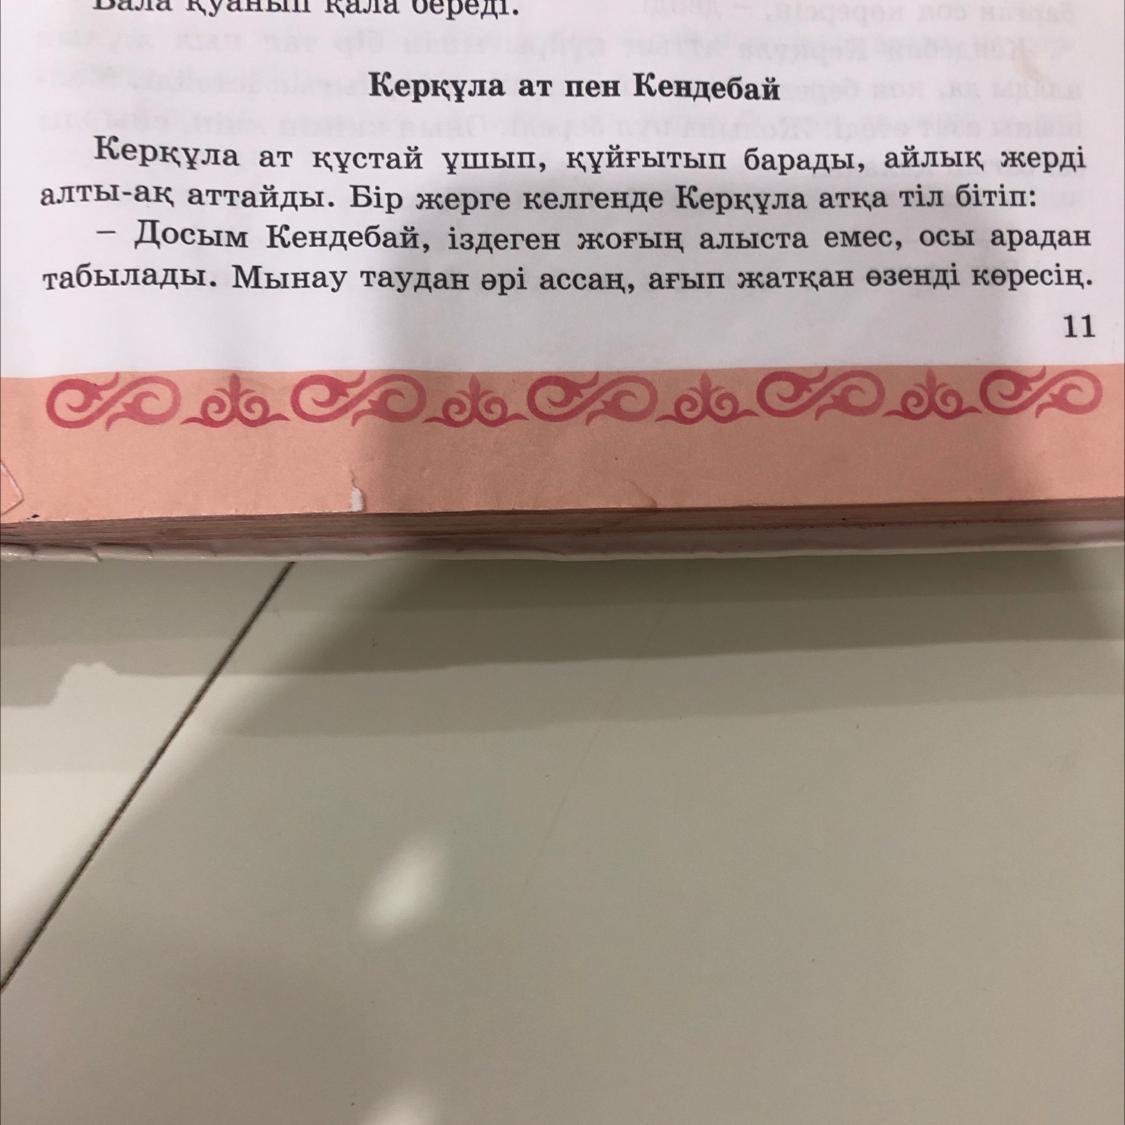 Бала қуанып қала береді.
Керқұла ат пен Кендебай
Керқұла ат құстай ұшып, құйғытып барады, айлық жерді
алты-ақ аттайды. Бір жерге келгенде Керқұла атқа тіл бітіп:
– Досым Кендебай, іздеген жоғың алыста емес, осы арадан
табылады. Мынау таудан әрі ассаң, ағып жатқан өзенді көресің.
11